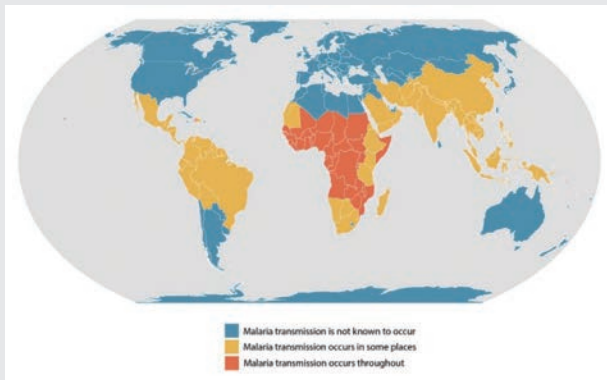 Malaria transmission is not known to occur
Malaria transmission occurs in some places
Malaria transmission occurs throughout